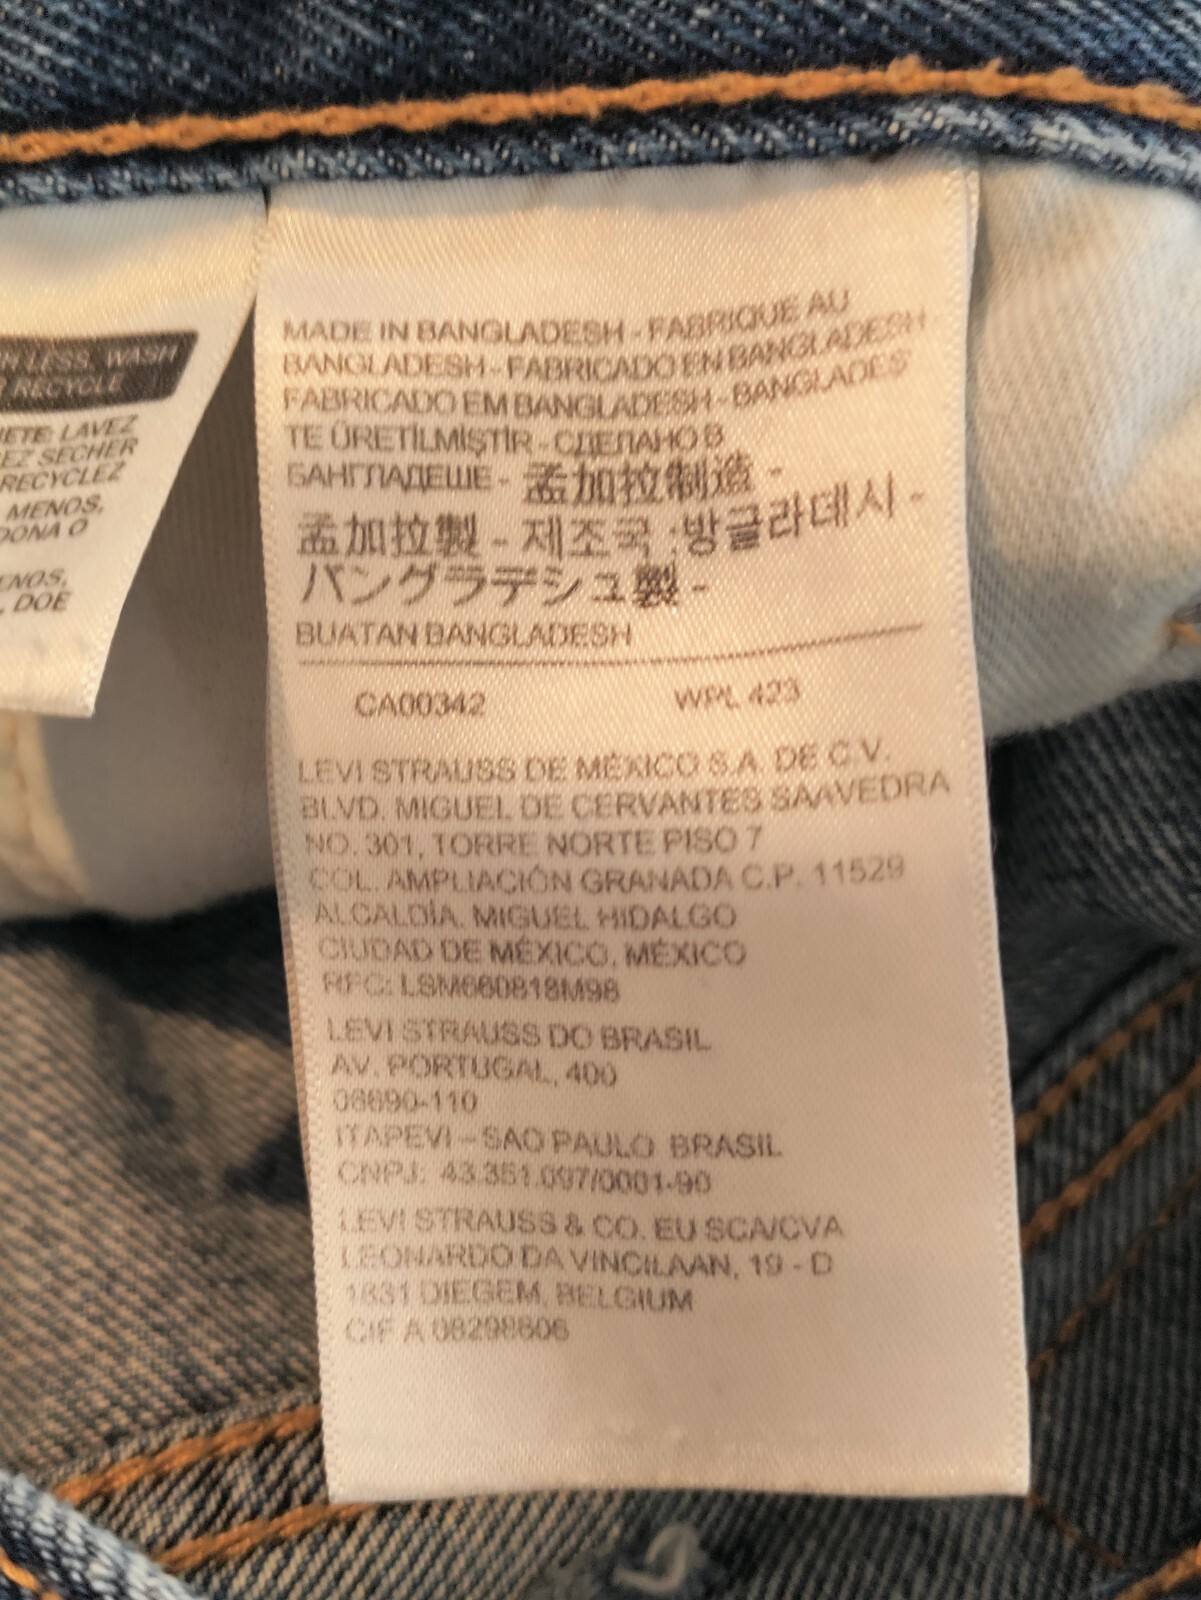 N LESS, WASH
RECYCLE
LAVEZ
EZ SECHER
RECYCLEZ
MENOS,
DONA O
ENOS,
, DOE
MADE IN BANGLADESH - FABRIQUE AU
BANGLADESH - FABRICADO EN BANGLADESH
FABRICADO EM BANGLADESH - BANGLADEŞ'
TE ÜRETİLMİŞTİR - СДЕЛАНО В
БАНГЛАДЕШЕ - 孟加拉制造 -
孟加拉製 - 제조국 :방글라데시 -
バングラデシュ製 -
BUATAN BANGLADESH
CA00342 WPL 423
LEVI STRAUSS DE MÉXICO S.A. DE C.V.
BLVD. MIGUEL DE CERVANTES SAAVEDRA
NO. 301, TORRE NORTE PISO 7
COL. AMPLIACIÓN GRANADA C.P. 11529
ALCALDÍA. MIGUEL HIDALGO
CIUDAD DE MÉXICO, MÉXICO
RFC: LSM660818M98
LEVI STRAUSS DO BRASIL
AV. PORTUGAL, 400
06690-110
ITAPEVI – SAO PAULO BRASIL
CNPJ: 43.351.097/0001-90
LEVI STRAUSS & CO. EU SCA/CVA
LEONARDO DA VINCILAAN, 19 - D
1831 DIEGEM, BELGIUM
CIF A 08298606